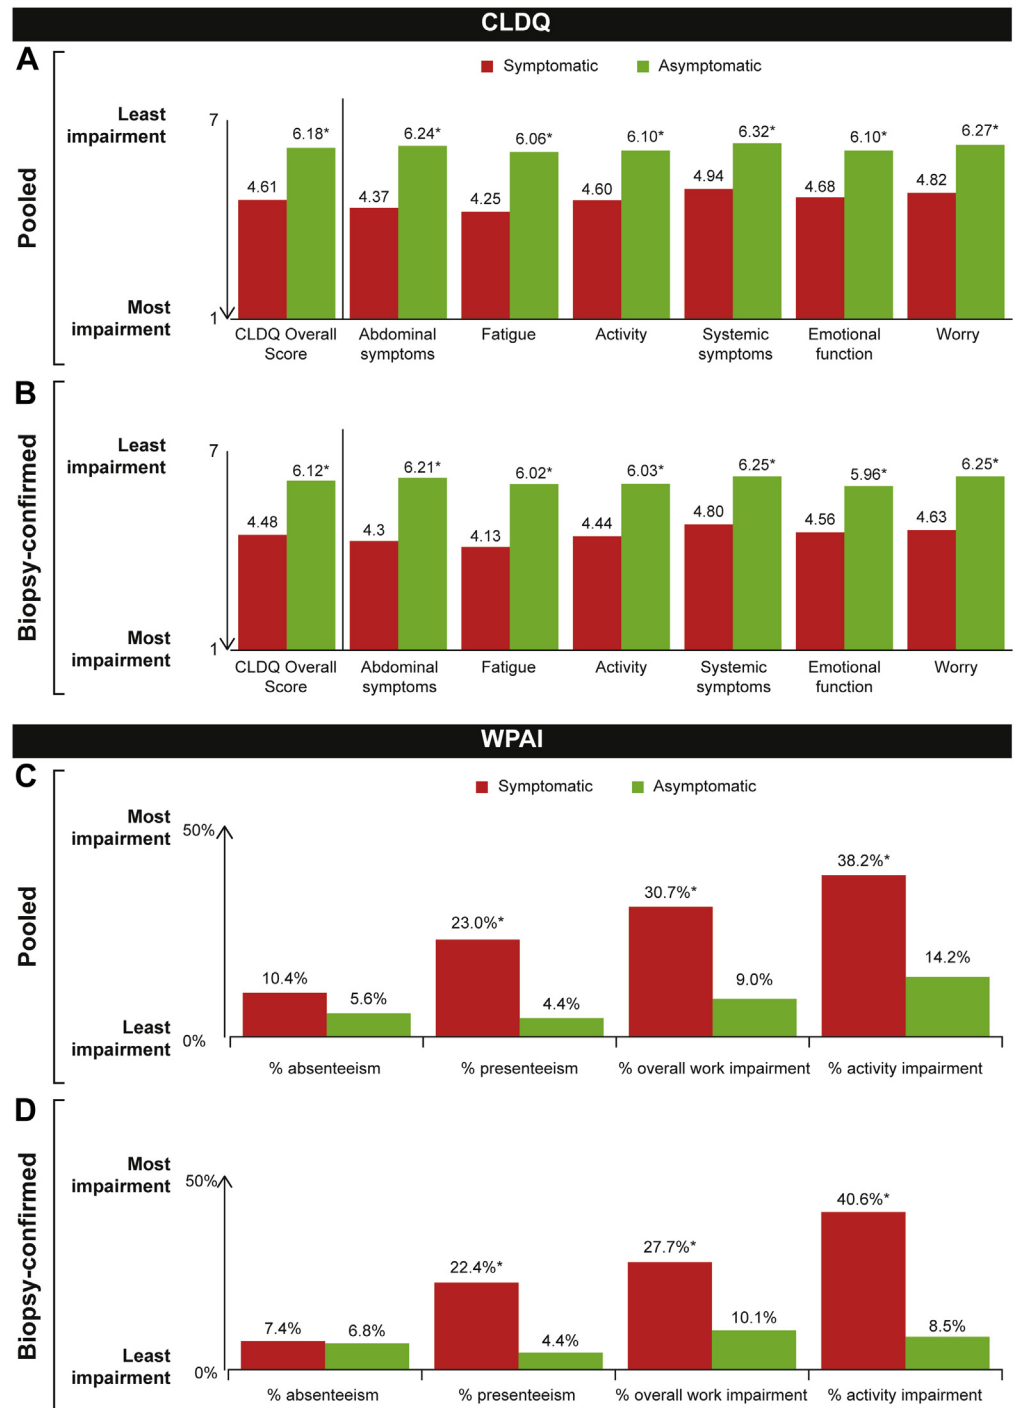 CLDQ
A
Symptomatic Asymptomatic
Pooled
Least
impairment
7
4.61 6.18* 4.37 6.24* 4.25 6.06* 4.60 6.10* 4.94 6.32* 4.68 6.10* 4.82 6.27*
Most
impairment
1
CLDQ Overall
Score
Abdominal
symptoms
Fatigue
Activity
Systemic
symptoms
Emotional
function
Worry
B
Biopsy-confirmed
Least
impairment
7
4.48 6.12* 4.3 6.21* 4.13 6.02* 4.44 6.03* 4.80 6.25* 4.56 5.96* 4.63 6.25*
Most
impairment
1
CLDQ Overall
Score
Abdominal
symptoms
Fatigue
Activity
Systemic
symptoms
Emotional
function
Worry
WPAI
C
Symptomatic Asymptomatic
Pooled
Most
impairment
50%
10.4% 5.6% 23.0%* 4.4% 30.7%* 9.0% 38.2%* 14.2%
Least
impairment
0%
% absenteeism % presenteeism % overall work impairment % activity impairment
D
Biopsy-confirmed
Most
impairment
50%
7.4% 6.8% 22.4%* 4.4% 27.7%* 10.1% 40.6%* 8.5%
Least
impairment
0%
% absenteeism % presenteeism % overall work impairment % activity impairment